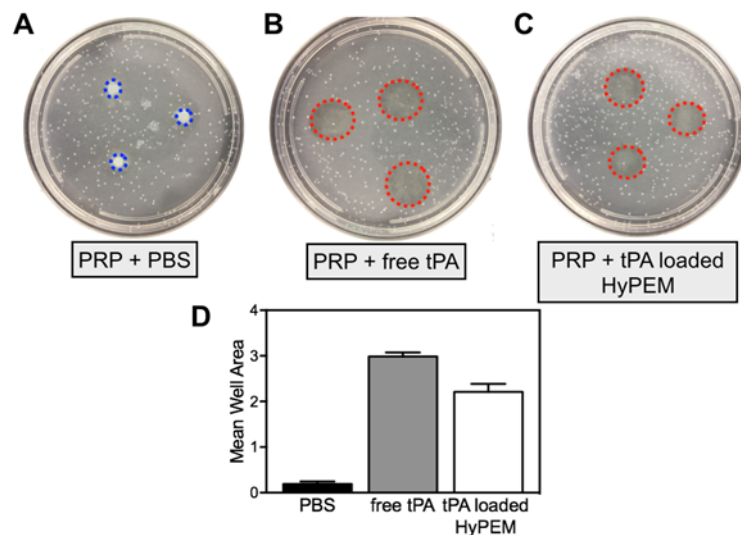 A
B
C
PRP + PBS
PRP + free tPA
PRP + tPA loaded
HyPEM
D
Mean Well Area
4
3
2
1
0
PBS
free tPA
tPA loaded
HyPEM